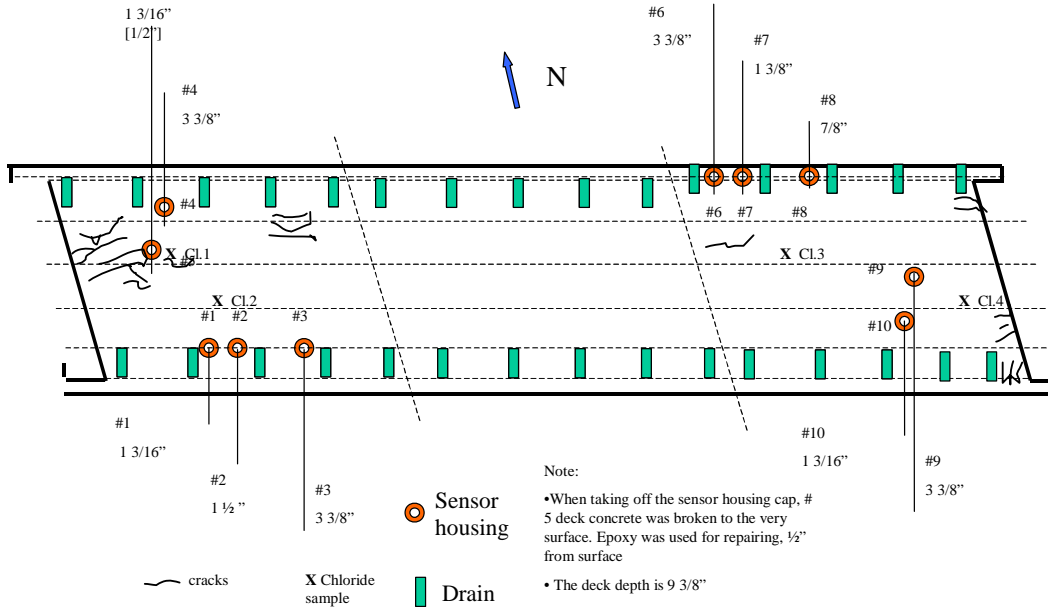 1 3/16”
[1/2”]
#4
3 3/8”
#6
3 3/8”
#7
1 3/8”
#8
7/8”
N
#4
#6 #7 #8
X Cl.1
X Cl.3
#9
X Cl.2
X Cl.4
#1 #2 #3
#10
#1
1 3/16”
#2
1 ½ ”
#3
3 3/8”
#10
1 3/16”
#9
3 3/8”
Sensor
housing
Note:
•When taking off the sensor housing cap, #
5 deck concrete was broken to the very
surface. Epoxy was used for repairing, ½”
from surface
• The deck depth is 9 3/8”
cracks
X Chloride
sample
Drain